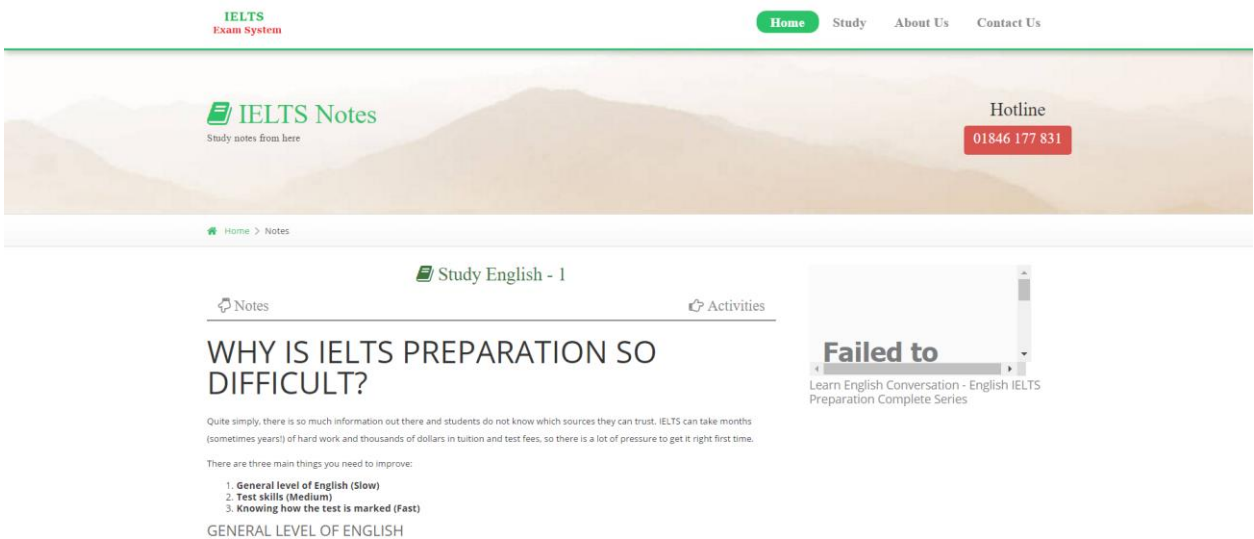 IELTS
Exam System
Home Study About Us Contact Us
IELTS Notes
Study notes from here
Hotline
01846 177 831
Home > Notes
Study English - 1
Notes
Activities
WHY IS IELTS PREPARATION SO
DIFFICULT?
Quite simply, there is so much information out there and students do not know which sources they can trust. IELTS can take months
(sometimes years!) of hard work and thousands of dollars in tuition and test fees, so there is a lot of pressure to get it right first time.
There are three main things you need to improve:
1. General level of English (Slow)
2. Test skills (Medium)
3. Knowing how the test is marked (Fast)
GENERAL LEVEL OF ENGLISH
Failed to
Learn English Conversation - English IELTS
Preparation Complete Series